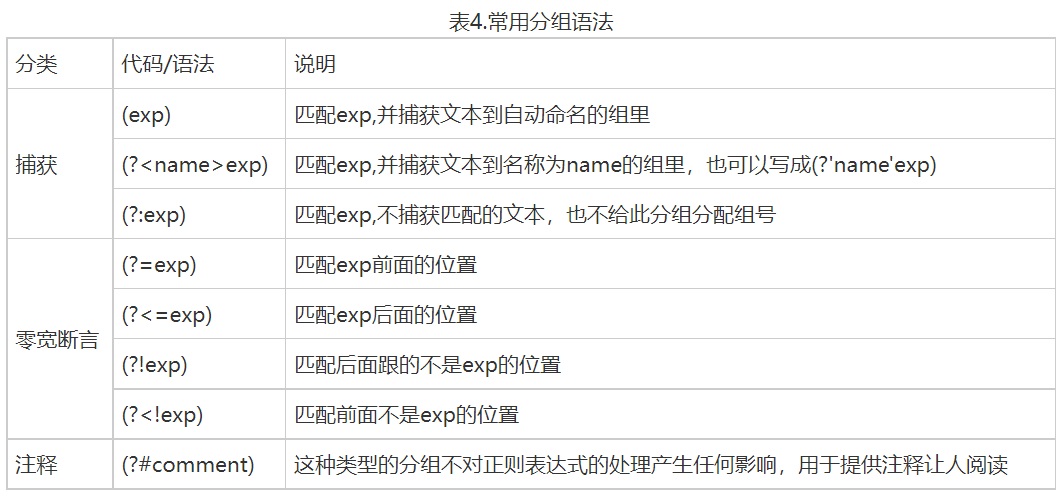 表4.常用分组语法
分类 代码/语法 说明
捕获 (exp) 匹配exp,并捕获文本到自动命名的组里
(?<name>exp) 匹配exp,并捕获文本到名称为name的组里，也可以写成(?'name'exp)
(?:exp) 匹配exp,不捕获匹配的文本，也不给此分组分配组号
零宽断言 (?=exp) 匹配exp前面的位置
(?<=exp) 匹配exp后面的位置
(?!exp) 匹配后面跟的不是exp的位置
(?<!exp) 匹配前面不是exp的位置
注释 (?#comment) 这种类型的分组不对正则表达式的处理产生任何影响，用于提供注释让人阅读